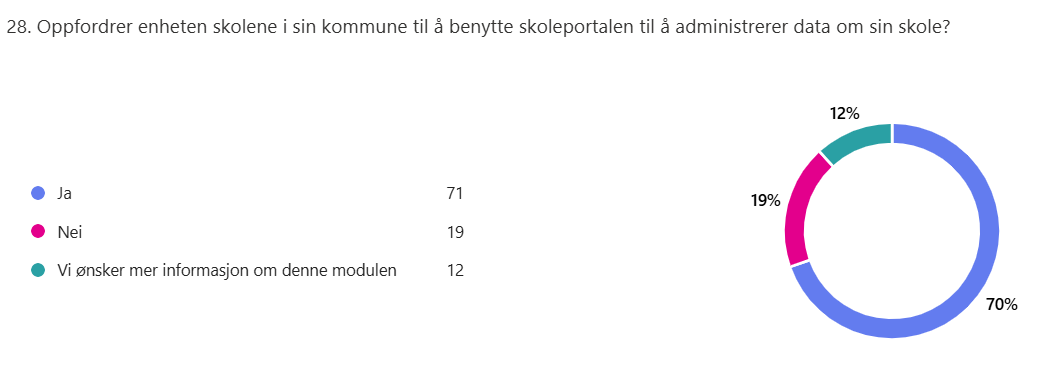 28. Oppfordrer enheten skolene i sin kommune til å benytte skoleportalen til å administrerer data om sin skole?
Ja 71
Nei 19
Vi ønsker mer informasjon om denne modulen 12
12%
19%
70%